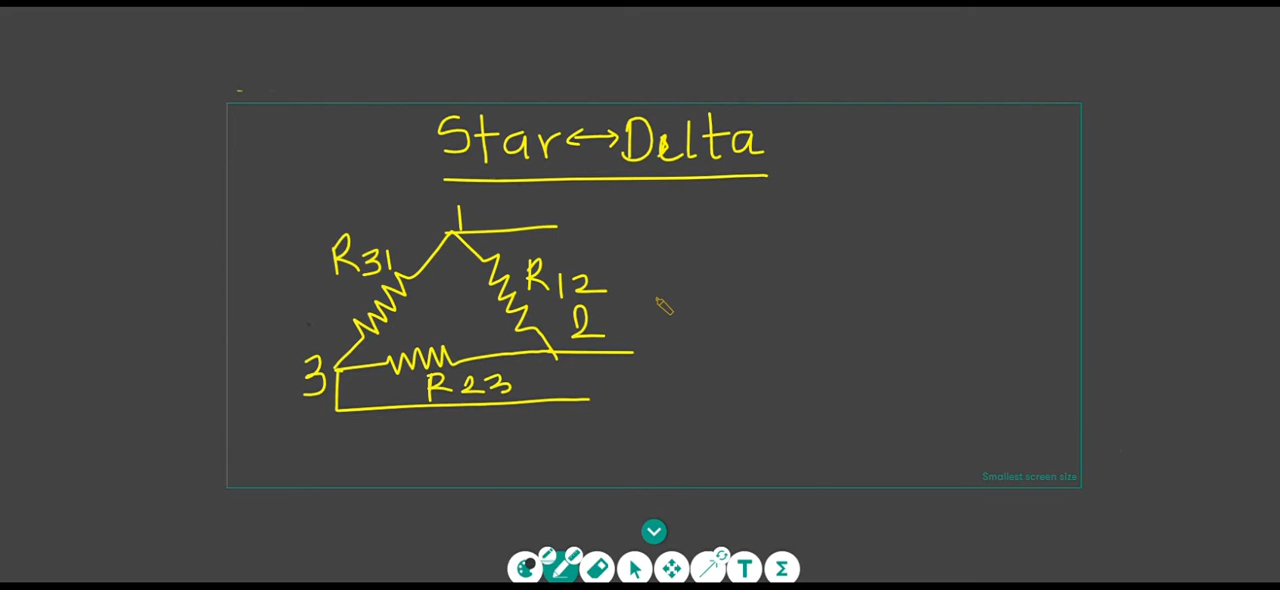 Star↔Delta
1
R31
R12
2
3
R23
Smallest screen size
T
Σ